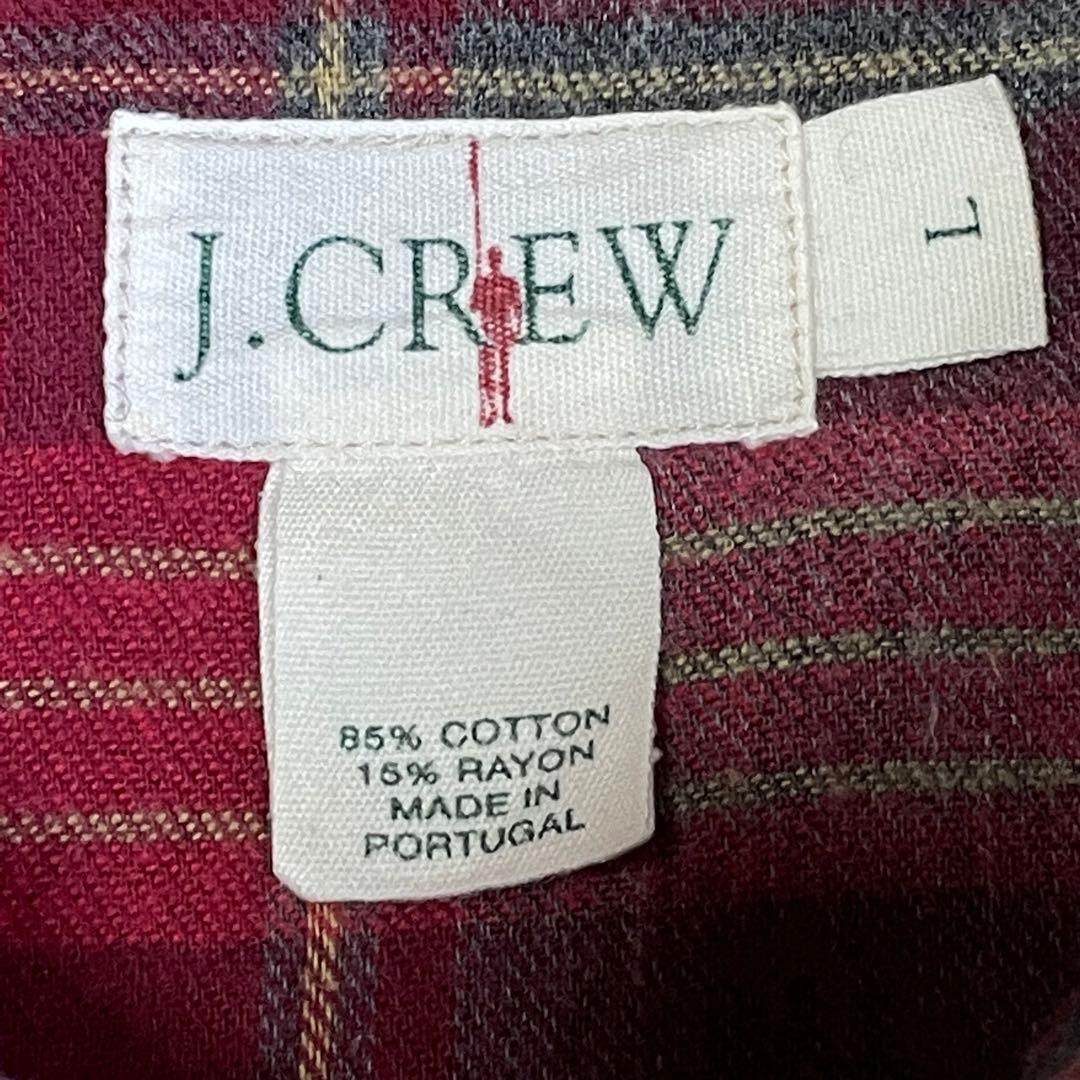 J.CREW
L
85% COTTON
15% RAYON
MADE IN
PORTUGAL